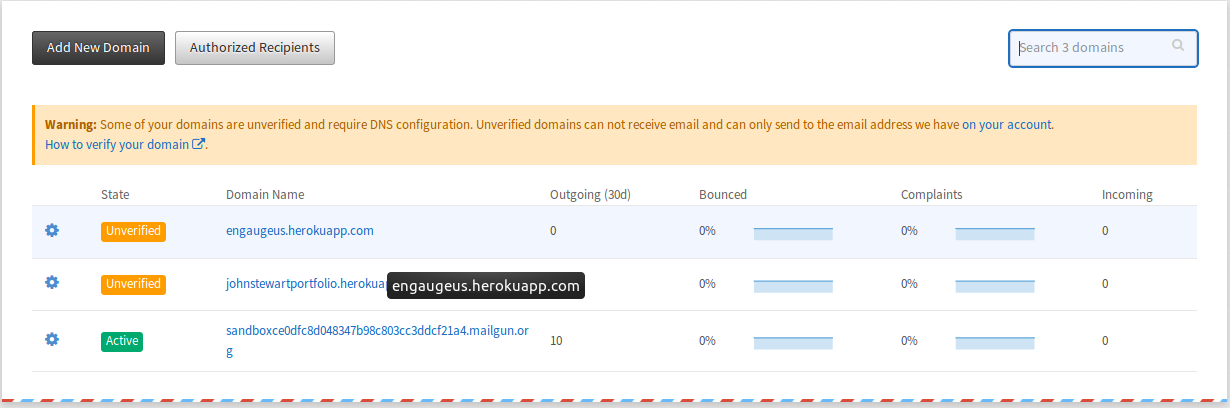 Add New Domain
Authorized Recipients
Search 3 domains
Warning: Some of your domains are unverified and require DNS configuration. Unverified domains can not receive email and can only send to the email address we have on your account.
How to verify your domain.
State Domain Name Outgoing (30d) Bounced Complaints Incoming
Unverified engaugeus.herokuapp.com 0 0% 0% 0
Unverified johnstewartportfolio.herokuap 0% 0% 0
engaugeus.herokuapp.com
Active sandboxce0dfc8d048347b98c803cc3ddcf21a4.mailgun.or 10 0% 0% 0
g